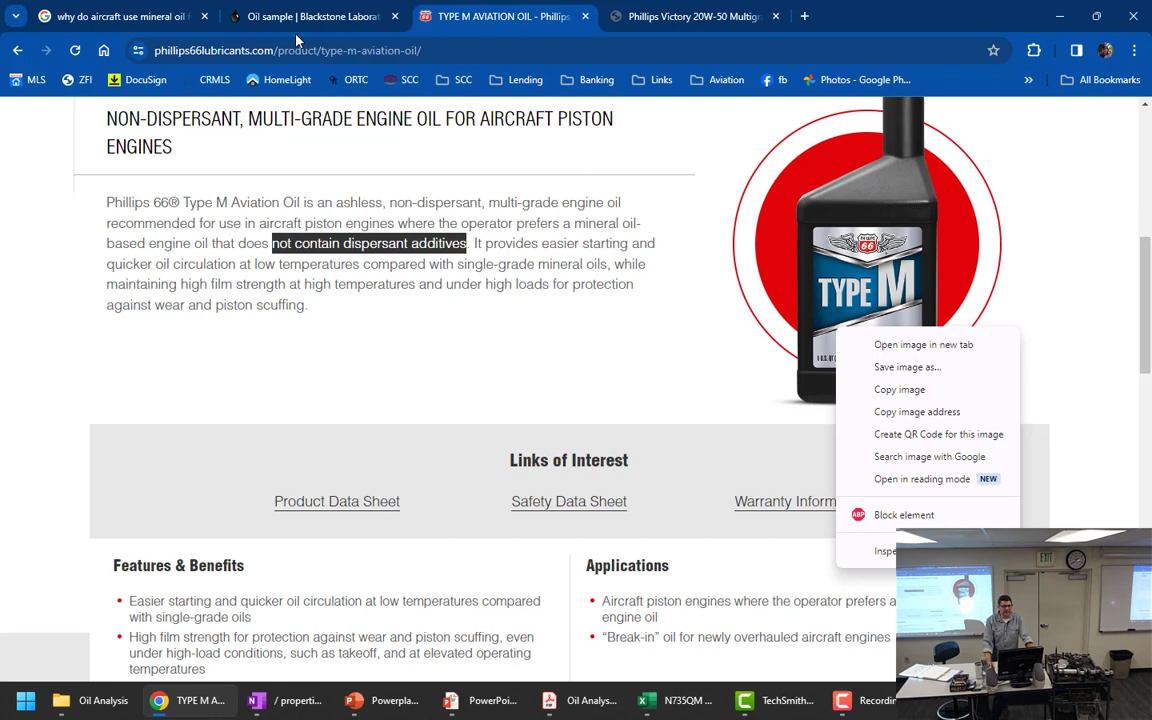 why do aircraft use mineral oil f
Oil sample | Blackstone Laborat
TYPE M AVIATION OIL - Phillips
Phillips Victory 20W-50 Multigr
phillips66lubricants.com/product/type-m-aviation-oil/
MLS
ZFI
DocuSign
CRMLS
HomeLight
ORTC
SCC
SCC
Lending
Banking
Links
Aviation
fb
Photos - Google Ph...
All Bookmarks
NON-DISPERSANT, MULTI-GRADE ENGINE OIL FOR AIRCRAFT PISTON
ENGINES
Phillips 66® Type M Aviation Oil is an ashless, non-dispersant, multi-grade engine oil
recommended for use in aircraft piston engines where the operator prefers a mineral oil-
based engine oil that does not contain dispersant additives. It provides easier starting and
quicker oil circulation at low temperatures compared with single-grade mineral oils, while
maintaining high film strength at high temperatures and under high loads for protection
against wear and piston scuffing.
PHILLIPS
66
TYPE M
Open image in new tab
Save image as...
Copy image
Copy image address
Create QR Code for this image
Search image with Google
Open in reading mode NEW
ABP Block element
Inspe
Links of Interest
Product Data Sheet
Safety Data Sheet
Warranty Inform
Features & Benefits
• Easier starting and quicker oil circulation at low temperatures compared
with single-grade oils
• High film strength for protection against wear and piston scuffing, even
under high-load conditions, such as takeoff, and at elevated operating
temperatures
Applications
• Aircraft piston engines where the operator prefers a
engine oil
• “Break-in” oil for newly overhauled aircraft engines
EXIT
Oil Analysis
TYPE M A...
/ properti...
Powerpla...
PowerPoi...
Oil Analys...
N735QM ...
TechSmith...
Recordin